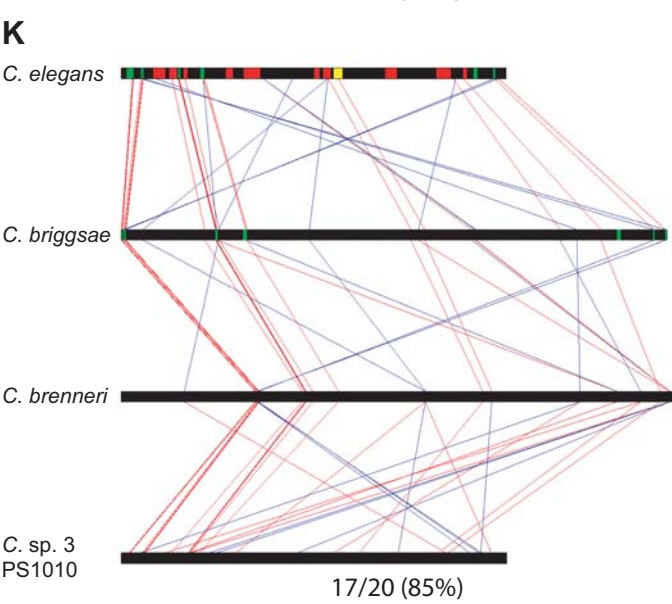 K
C. elegans
C. briggsae
C. brenneri
C. sp. 3
PS1010
17/20 (85%)